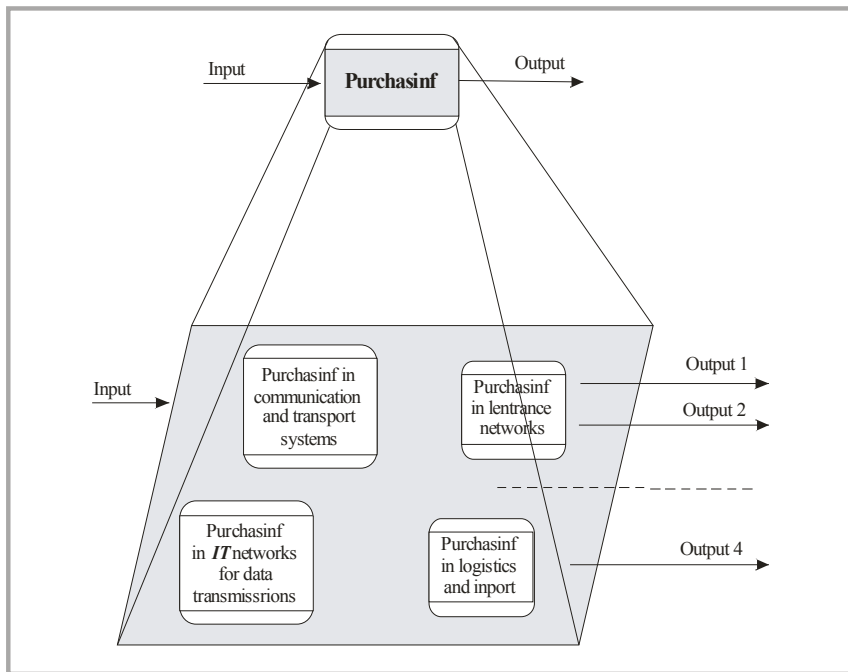 Input
Purchasinf
Output
Input
Purchasinf in
communication
and transport
systems
Purchasinf
in lentrance
networks
Output 1
Output 2
Purchasinf
in IT networks
for data
transmissrions
Purchasinf
in logistics
and inport
Output 4